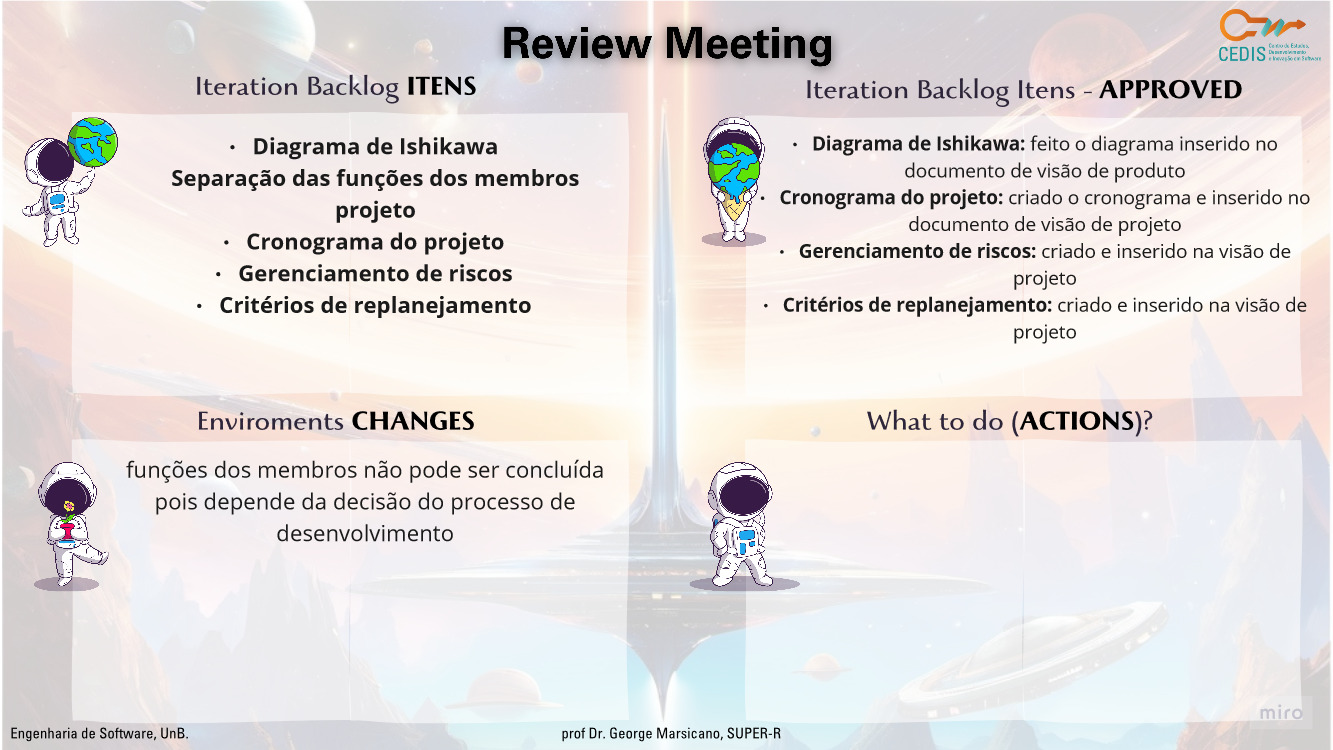 Review Meeting
CEDIS
Centro de Estudos,
Desenvolvimento
e Inovação em Software
Iteration Backlog ITENS
• Diagrama de Ishikawa
Separação das funções dos membros
projeto
• Cronograma do projeto
• Gerenciamento de riscos
• Critérios de replanejamento
Iteration Backlog Itens - APPROVED
• Diagrama de Ishikawa: feito o diagrama inserido no
documento de visão de produto
• Cronograma do projeto: criado o cronograma e inserido no
documento de visão de projeto
• Gerenciamento de riscos: criado e inserido na visão de
projeto
• Critérios de replanejamento: criado e inserido na visão de
projeto
Enviroments CHANGES
funções dos membros não pode ser concluída
pois depende da decisão do processo de
desenvolvimento
What to do (ACTIONS)?
miro
Engenharia de Software, UnB.
prof Dr. George Marsicano, SUPER-R